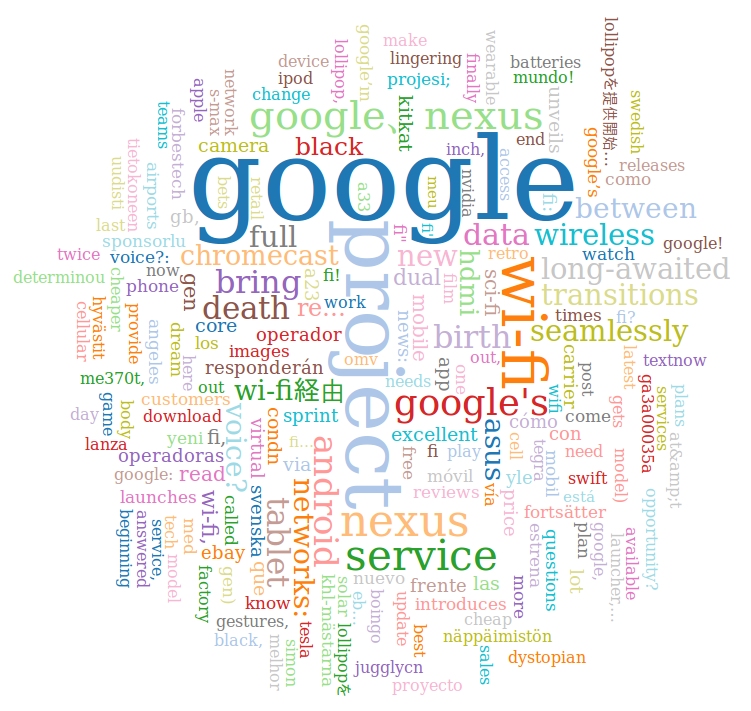 make
device
lollipop,
google'ın
lingering
finally
wearable
batteries
lollipopを提供開始…
ipod
projesi;
mundo!
apple
s-max
network
change
kitkat
unveils
swedish
teams
forbestech
google、nexus
camera
black
inch,
end
google's
releases
como
tietokoneen
uudisti
airports
google
bets
retail
a33
meu
nvidia
access
fi:
between
gb,
last
sponsorlu
full
project
fi"
fi'
data
wireless
google!
twice
voice?:
chromecast
new
retro
watch
determinou
cheaper
now
phone
gen
bring
a23
fi!
dual
film
hdmi
sci-fi
wi-fi
long-awaited
transitions
cellular
hyvästit
provide
angeles
dream
death
re…
work
core
los
operador
news:
mobile
birth
times
fi?
seamlessly
images
omv
out,
here
responderán
app
one
carrier
post
latest
textnow
me370t,
out
wi-fi経由
needs
google's
wifi
ga3a00035a
services
plans
at&amp;t
day
game
body
customers
download
voice?
virtual
condn
sprint
excellent
asus
cómo
come
gets
lanza
yeni
fi,
fi…
android
free
fi
play
cell
tegra
con
need
model)
operadoras
via
google:
read
móvil
vía
yle
mobil
swift
launches
wi-fi,
svenska
tablet
networks:
nexus
reviews
price
está
fortsätter
opportunity?
beginning
answered
service,
tech
model
med
called
ebay
que
service
estrena
questions
plan
google,
launcher,…
available
factory
gen)
nuevo
frente
las
more
lot
know
khl-mästarna
solar
eb…
boingo
update
introduces
gestures,
cheap
black,
melhor
simon
tesla
lollipopを
best
näppäimistön
jugglycn
sales
dystopian
proyecto